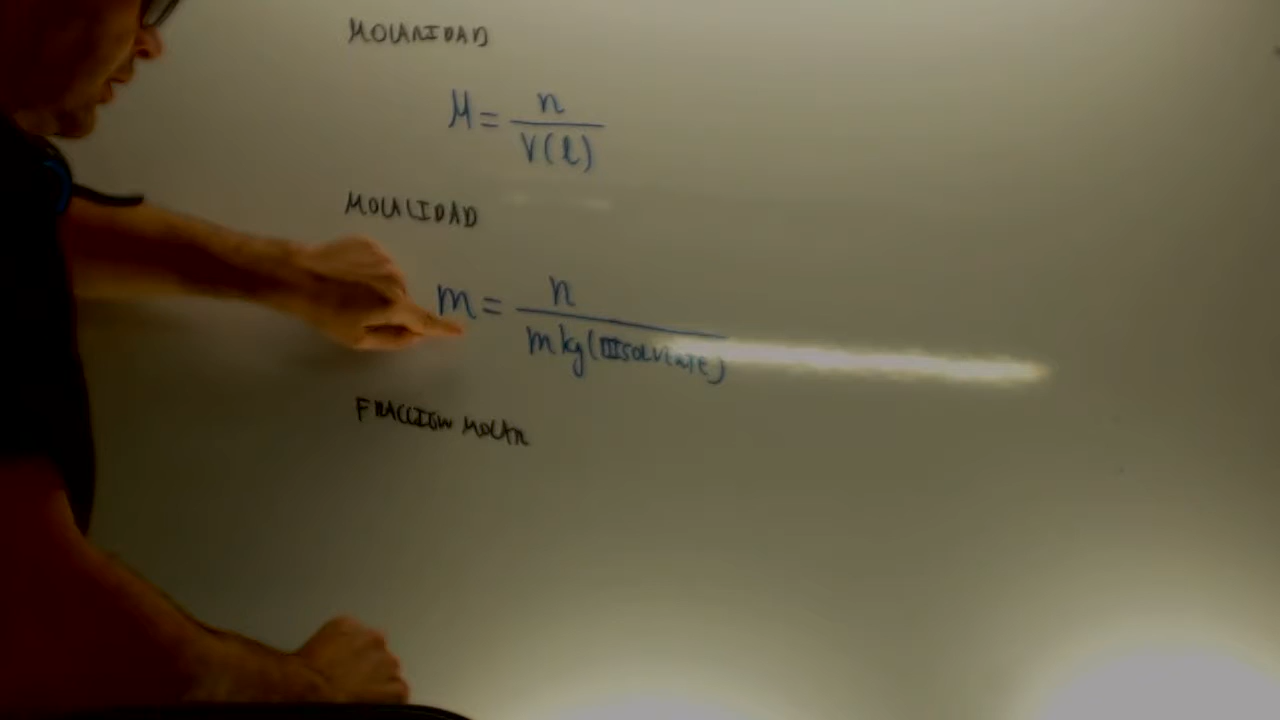 MOLARIDAD
M = n / V(l)
MOLALIDAD
m = n / m kg (DISOLVENTE)
FRACCION MOLAR